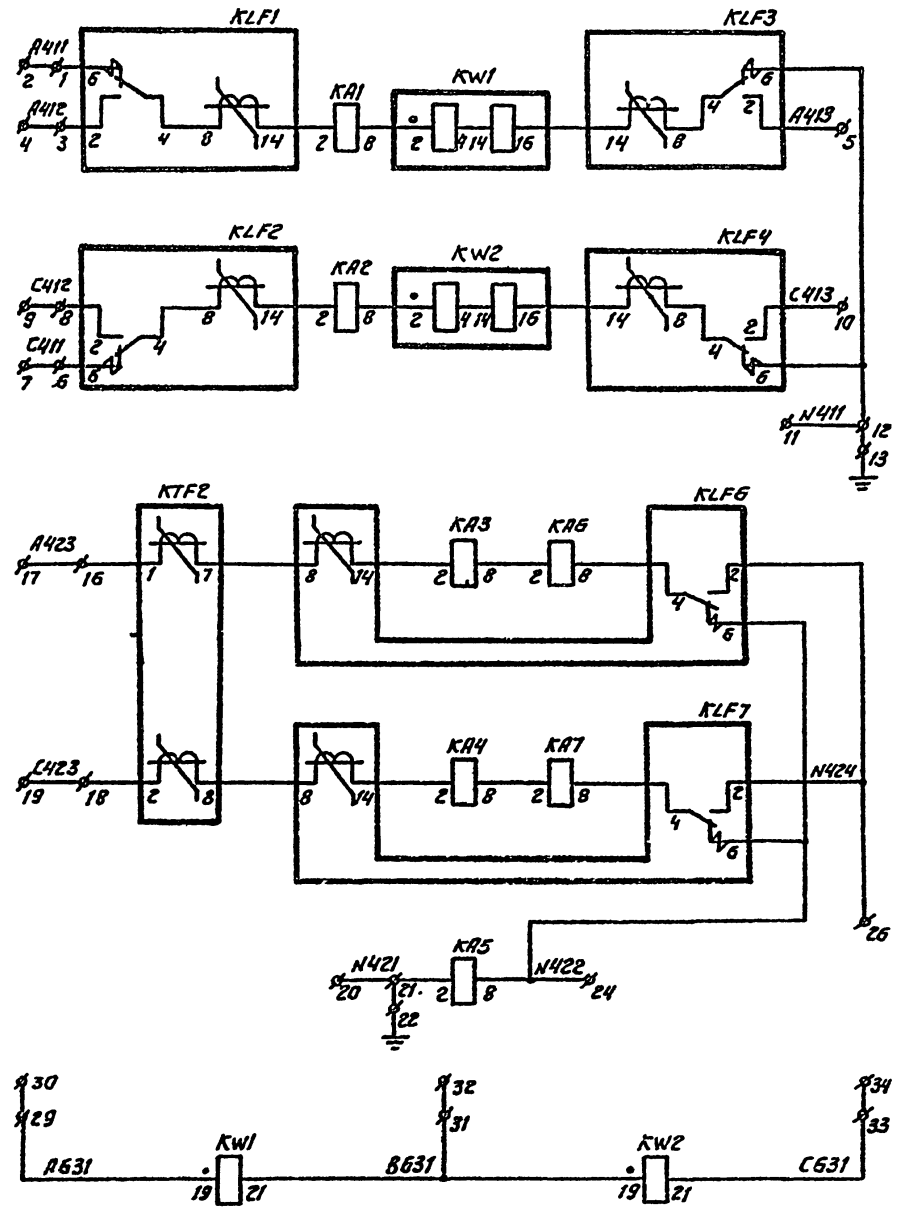 KLF1 KLF3
A411
2 1 6 KA1 KW1 6
A412 4 2 A413
4 3 2 4 8 14 2 8 2 A 14 16 14 8 5
KLF2 KLF4
C412 KA2 KW2 C413
9 8 8 14 2 8 2 4 14 16 14 8 2 10
C411 2 4 4
7 6 6 6
N411
11 12
13
KTF2 KLF6
A423 KA3 KA6
17 16 1 7 8 14 2 8 2 8 2
4
6
KLF7
C423 KA4 KA7 N424
19 18 2 8 8 14 2 8 2 8 2
4
6
KA5 26
N421 N422
20 21. 2 8 24
22
30 32 34
29 31 33
KW1 KW2
A631 B631 C631
19 21 19 21